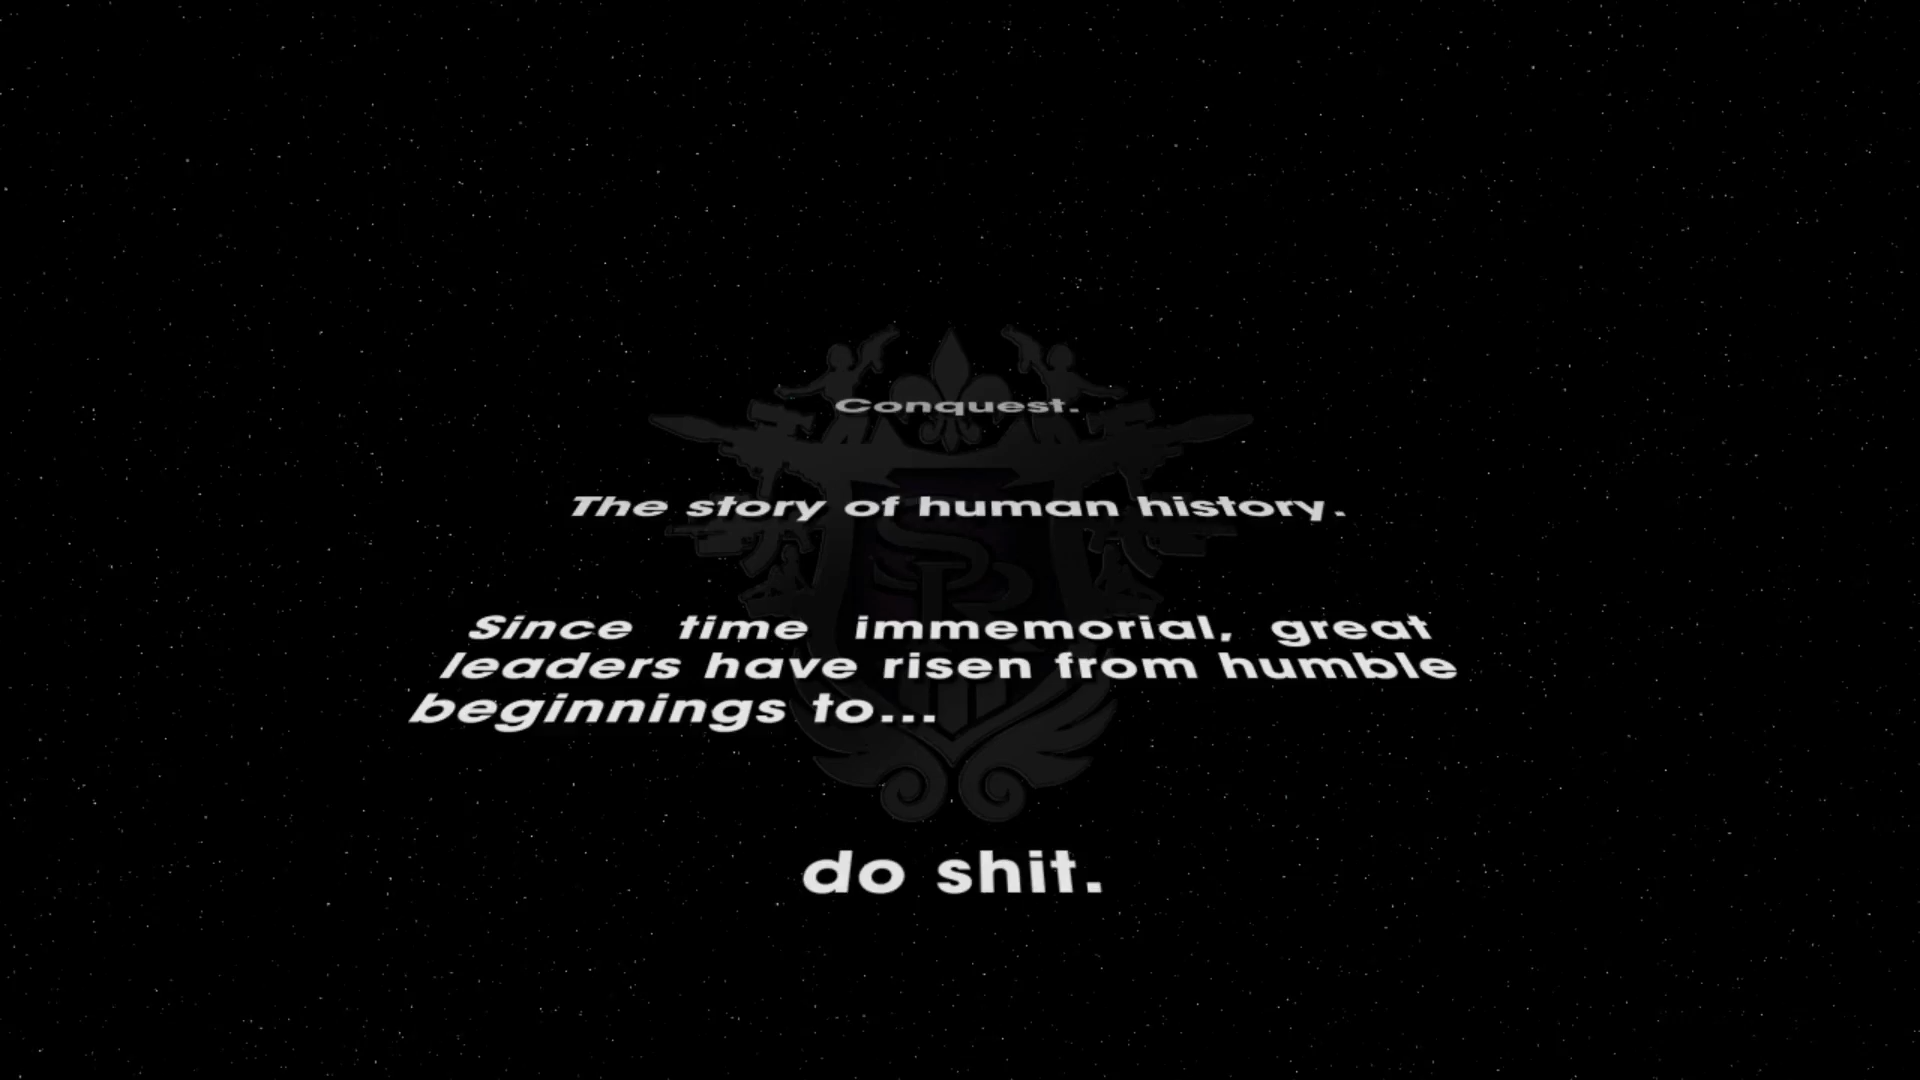 Conquest.
The story of human history.
SR
Since time immemorial, great
leaders have risen from humble
beginnings to...
do shit.